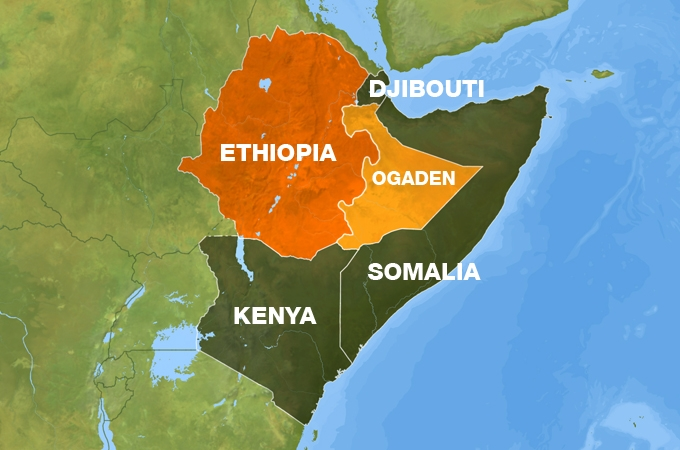 DJIBOUTI
ETHIOPIA
OGADEN
SOMALIA
KENYA